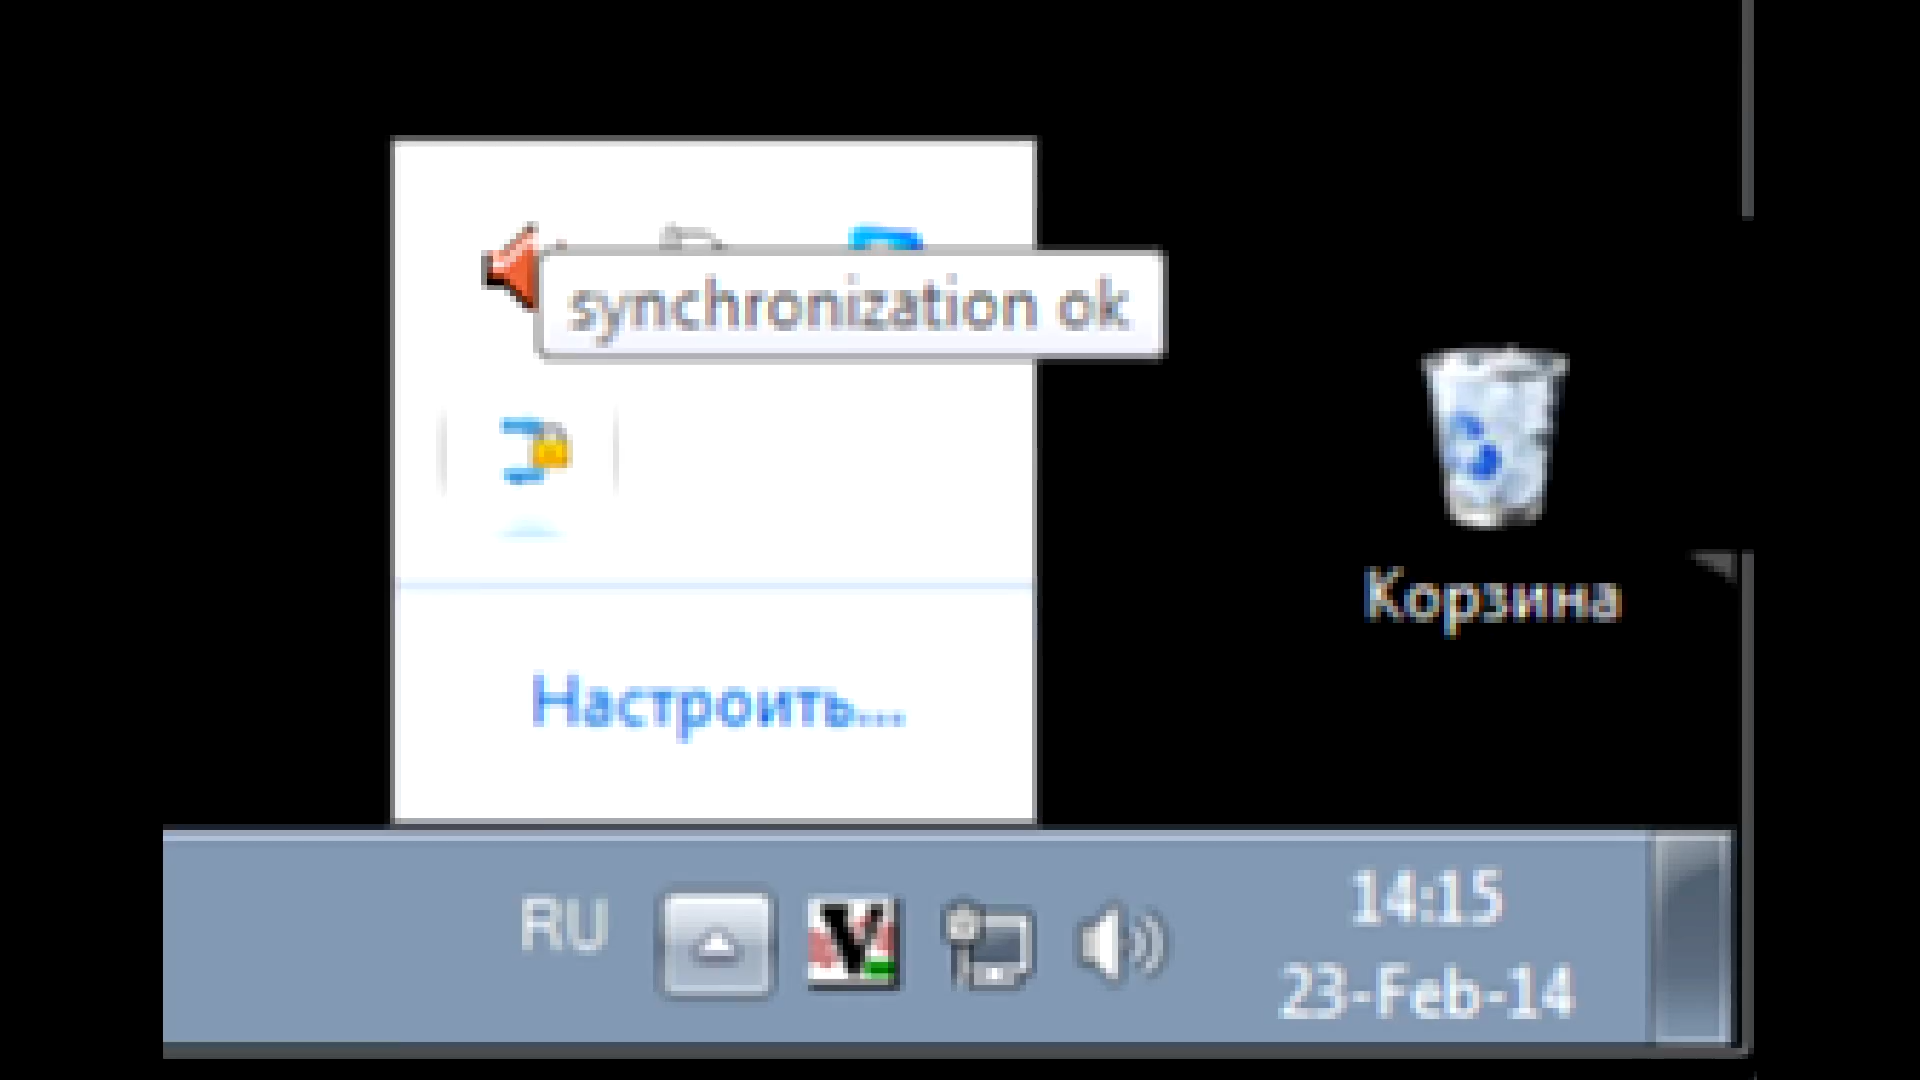 synchronization ok
Корзина
Настроить...
RU
14:15
23-Feb-14